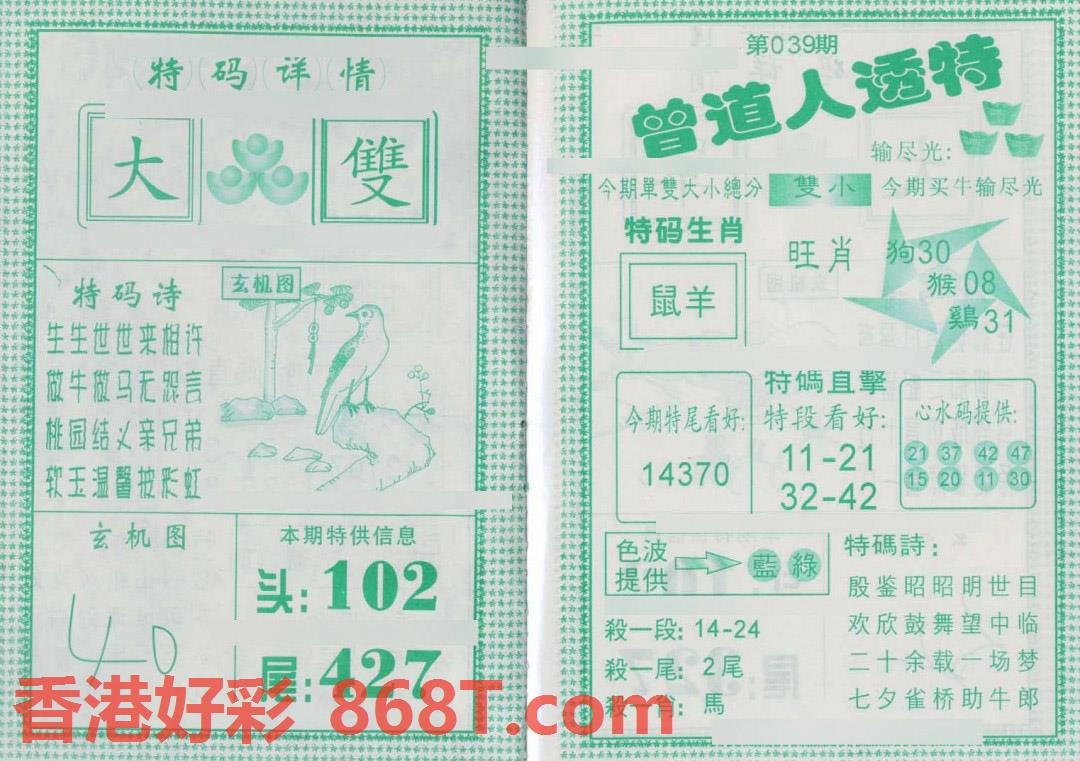 特码详情
大 雙
特码诗
生生世世来相许
做牛做马无怨言
桃园结义亲兄弟
软玉温馨披彩虹
玄机图
玄机图
40
本期特供信息
头:102
尾:427
第039期
曾道人透特
输尽光:
今期單雙大小總分 雙小 今期买牛输尽光
特码生肖
鼠羊
旺肖
狗30
猴08
鷄31
今期特尾看好:
14370
特碼直擊
特段看好:
11-21
32-42
心水码提供:
21 37 42 47
15 20 11 30
色波
提供
藍 綠
殺一段: 14-24
殺一尾: 2尾
殺一肖: 馬
特碼詩:
殷鉴昭昭明世目
欢欣鼓舞望中临
二十余载一场梦
七夕雀桥助牛郎
香港好彩 868T.com